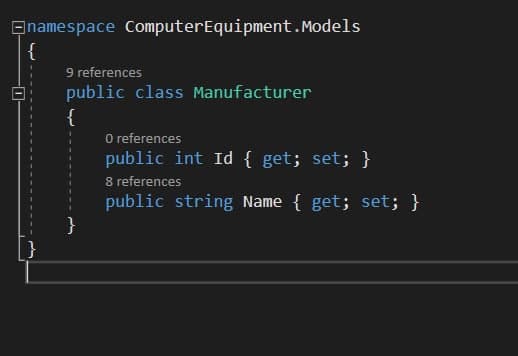 namespace ComputerEquipment.Models
{
9 references
public class Manufacturer
{
0 references
public int Id { get; set; }
8 references
public string Name { get; set; }
}
}